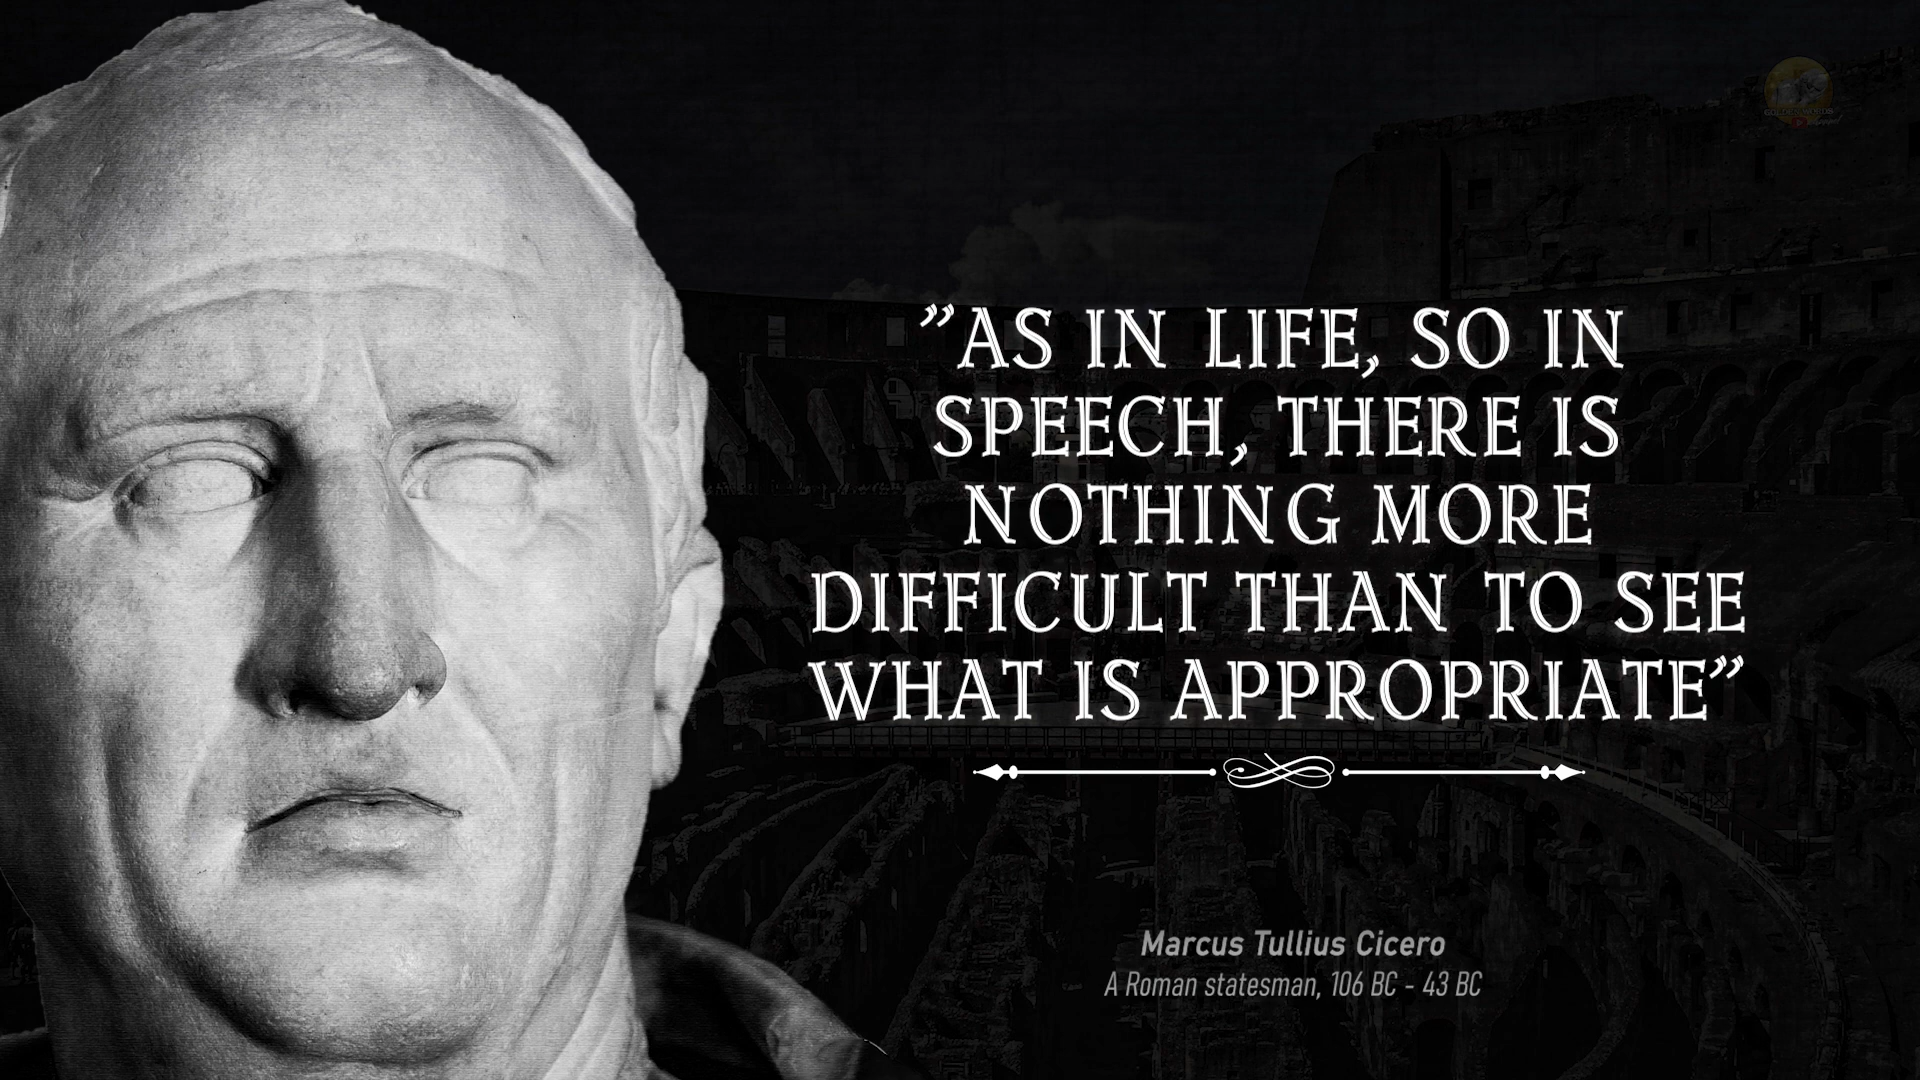 ”AS IN LIFE, SO IN
SPEECH, THERE IS
NOTHING MORE
DIFFICULT THAN TO SEE
WHAT IS APPROPRIATE”
Marcus Tullius Cicero
A Roman statesman, 106 BC - 43 BC